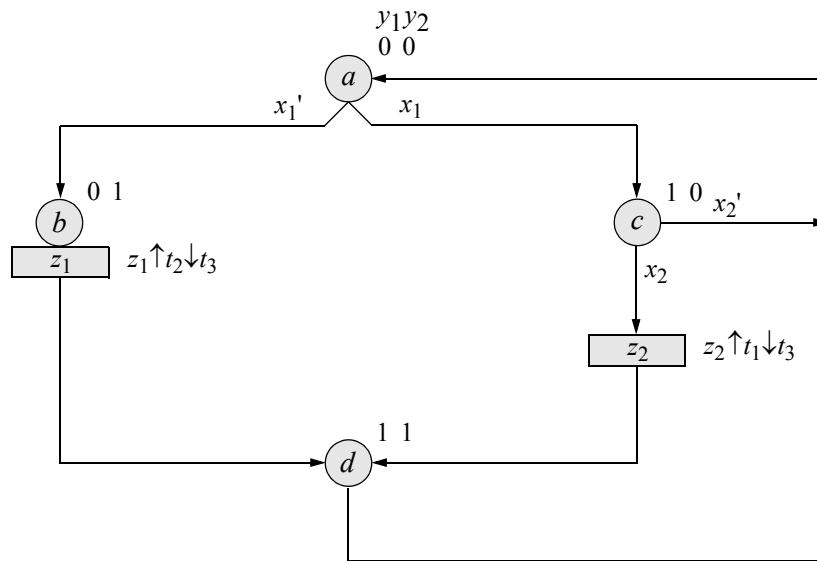 y₁y₂
0 0
a
x₁' x₁
0 1
b
1 0
c
x₂'
z₁
z₁↑t₂↓t₃
x₂
z₂
z₂↑t₁↓t₃
1 1
d